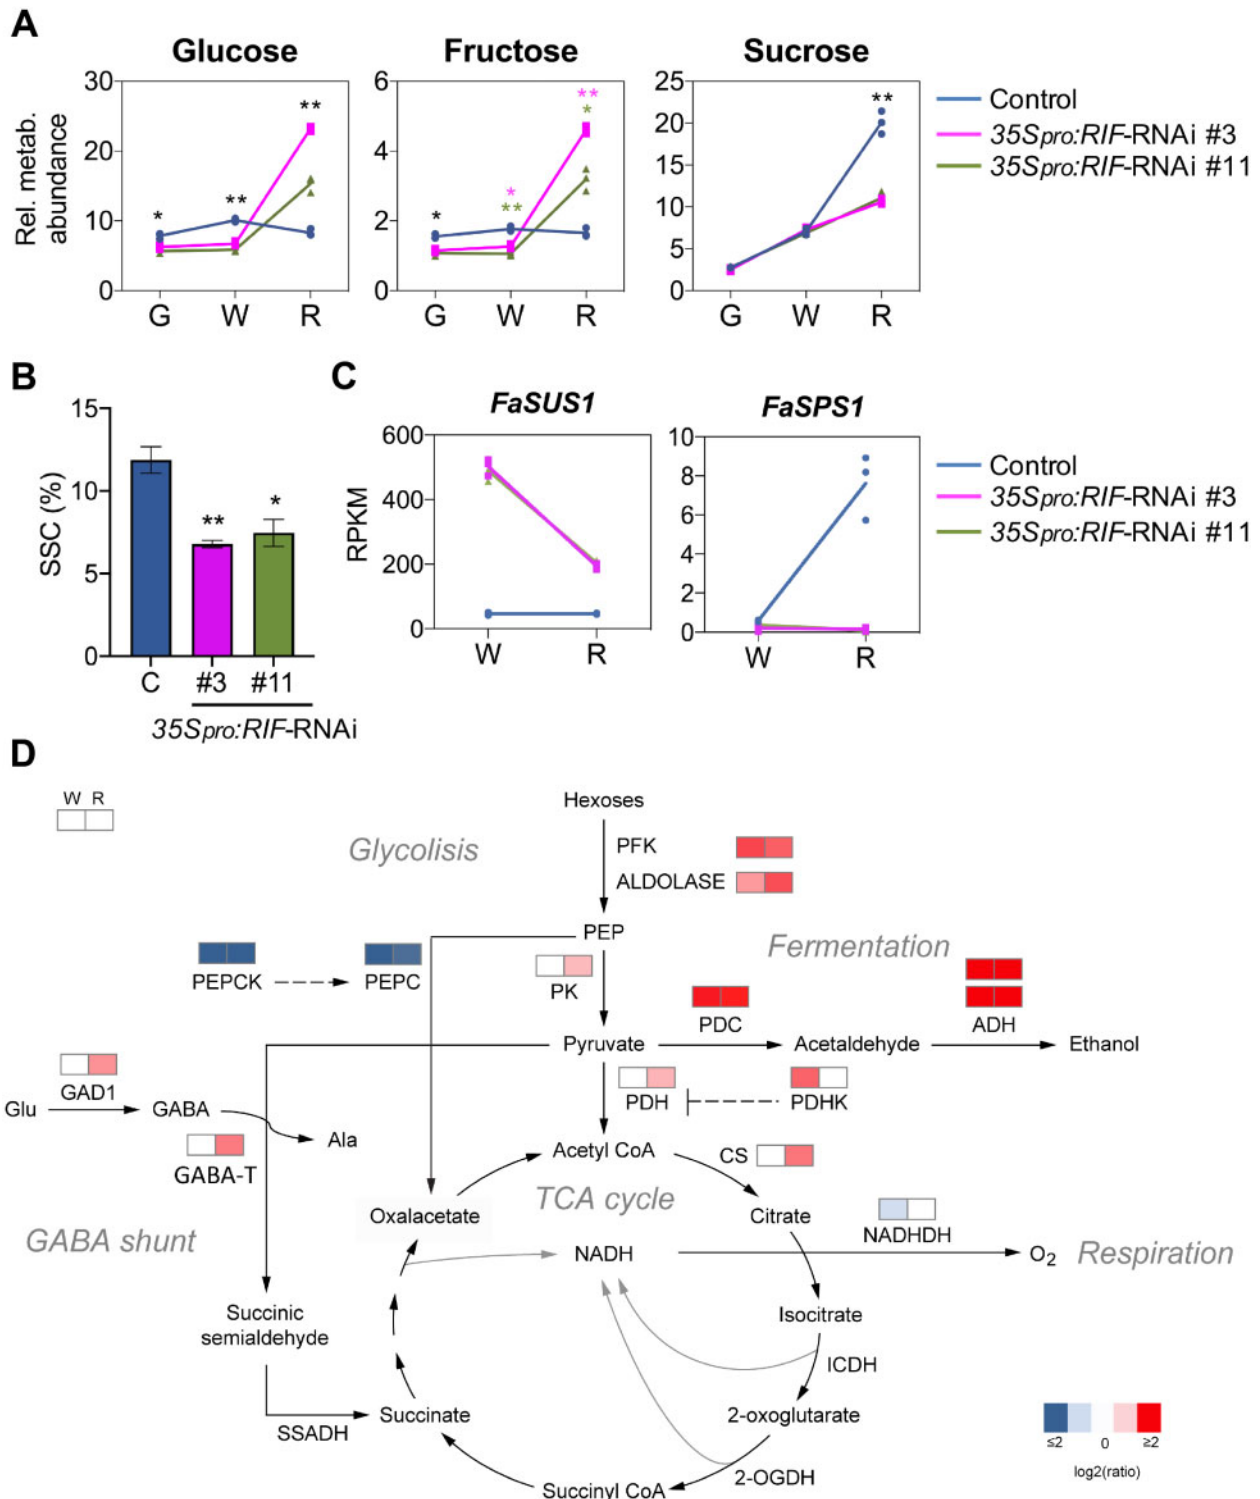 A
Glucose
Fructose
Sucrose
Rel. metab.
abundance
30
20
10
0
G W R
* ** **
6
4
2
0
G W R
* * ** ** *
25
20
15
10
5
0
G W R
**
Control
35Spro:RIF-RNAi #3
35Spro:RIF-RNAi #11
B
SSC (%)
15
10
5
0
** *
C #3 #11
35Spro:RIF-RNAi
C
FaSUS1
FaSPS1
RPKM
600
400
200
0
W R
10
8
6
4
2
0
W R
Control
35Spro:RIF-RNAi #3
35Spro:RIF-RNAi #11
D
W R
Hexoses
Glycolisis
PFK
ALDOLASE
PEP
Fermentation
PEPCK
PEPC
PK
PDC
ADH
Pyruvate
Acetaldehyde
Ethanol
GAD1
PDH
PDHK
Glu
GABA
Ala
GABA-T
Acetyl CoA
CS
TCA cycle
Oxalacetate
Citrate
NADHDH
GABA shunt
NADH
O2
Respiration
Succinic
semialdehyde
Isocitrate
ICDH
Succinate
2-oxoglutarate
SSADH
2-OGDH
Succinyl CoA
≤2 0 ≥2
log2(ratio)